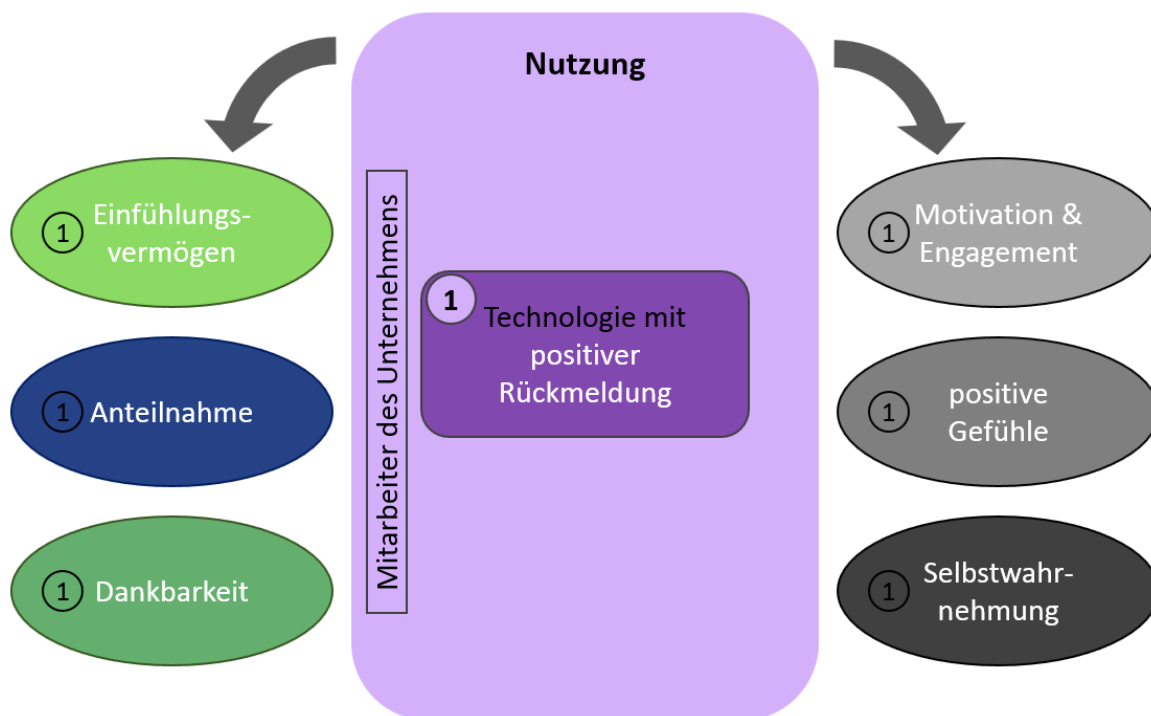 Nutzung
1
Einfühlungs-
vermögen
1
Anteilnahme
1
Dankbarkeit
Mitarbeiter des Unternehmens
1
Technologie mit
positiver
Rückmeldung
1
Motivation &
Engagement
1
positive
Gefühle
1
Selbstwahr-
nehmung